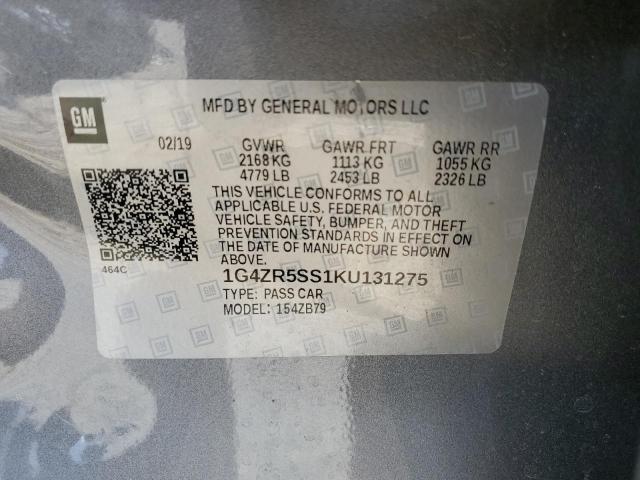 GM
MFD BY GENERAL MOTORS LLC
02/19 GVWR GAWR FRT GAWR RR
2168 KG 1113 KG 1055 KG
4779 LB 2453 LB 2326 LB
THIS VEHICLE CONFORMS TO ALL
APPLICABLE U.S. FEDERAL MOTOR
VEHICLE SAFETY, BUMPER, AND THEFT
PREVENTION STANDARDS IN EFFECT ON
THE DATE OF MANUFACTURE SHOWN
ABOVE.
464C
1G4ZR5SS1KU131275
TYPE: PASS CAR
MODEL: 154ZB79